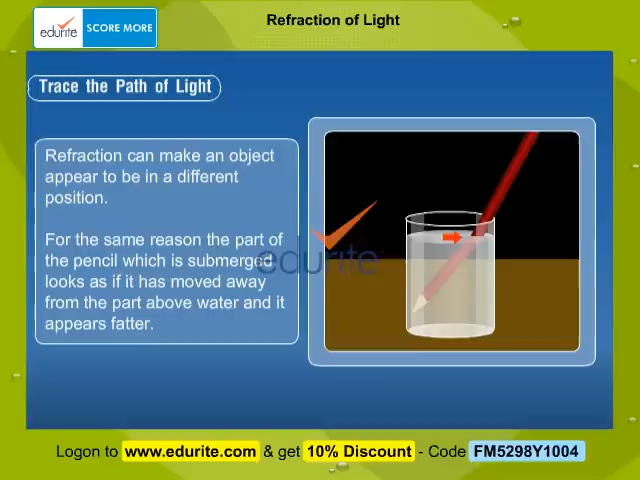 Refraction of Light
edurite SCORE MORE
Trace the Path of Light
Refraction can make an object
appear to be in a different
position.
For the same reason the part of
the pencil which is submerged
looks as if it has moved away
from the part above water and it
appears fatter.
edurite
Logon to www.edurite.com & get 10% Discount - Code FM5298Y1004